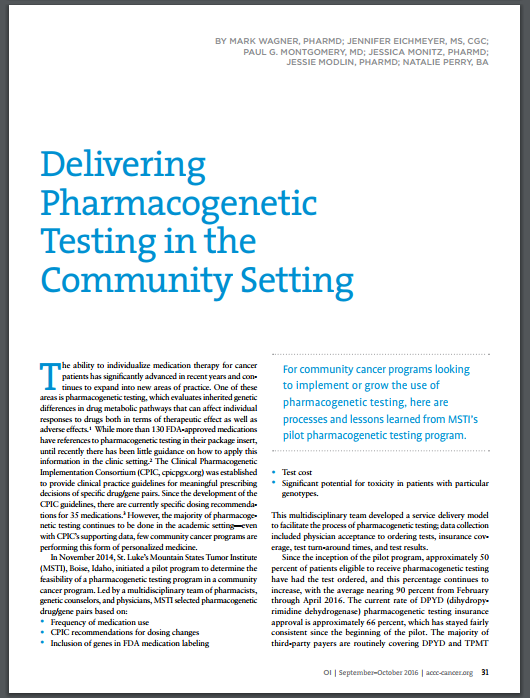 BY MARK WAGNER, PHARMD; JENNIFER EICHMEYER, MS, CGC;
PAUL G. MONTGOMERY, MD; JESSICA MONITZ, PHARMD;
JESSIE MODLIN, PHARMD; NATALIE PERRY, BA
Delivering
Pharmacogenetic
Testing in the
Community Setting
The ability to individualize medication therapy for cancer
patients has significantly advanced in recent years and con-
tinues to expand into new areas of practice. One of these
areas is pharmacogenetic testing, which evaluates inherited genetic
differences in drug metabolic pathways that can affect individual
responses to drugs both in terms of therapeutic effect as well as
adverse effects.¹ While more than 130 FDA-approved medications
have references to pharmacogenetic testing in their package insert,
until recently there has been little guidance on how to apply this
information in the clinic setting.² The Clinical Pharmacogenetic
Implementation Consortium (CPIC, cpicpgx.org) was established
to provide clinical practice guidelines for meaningful prescribing
decisions of specific drug/gene pairs. Since the development of the
CPIC guidelines, there are currently specific dosing recommenda-
tions for 35 medications.³ However, the majority of pharmacoge-
netic testing continues to be done in the academic setting—even
with CPIC's supporting data, few community cancer programs are
performing this form of personalized medicine.
In November 2014, St. Luke's Mountain States Tumor Institute
(MSTI), Boise, Idaho, initiated a pilot program to determine the
feasibility of a pharmacogenetic testing program in a community
cancer program. Led by a multidisciplinary team of pharmacists,
genetic counselors, and physicians, MSTI selected pharmacogenetic
drug/gene pairs based on:
• Frequency of medication use
• CPIC recommendations for dosing changes
• Inclusion of genes in FDA medication labeling
For community cancer programs looking
to implement or grow the use of
pharmacogenetic testing, here are
processes and lessons learned from MSTI's
pilot pharmacogenetic testing program.
• Test cost
• Significant potential for toxicity in patients with particular
genotypes.
This multidisciplinary team developed a service delivery model
to facilitate the process of pharmacogenetic testing; data collection
included physician acceptance to ordering tests, insurance cov-
erage, test turn-around times, and test results.
Since the inception of the pilot program, approximately 50
percent of patients eligible to receive pharmacogenetic testing
have had the test ordered, and this percentage continues to
increase, with the average nearing 90 percent from February
through April 2016. The current rate of DPYD (dihydropy-
rimidine dehydrogenase) pharmacogenetic testing insurance
approval is approximately 66 percent, which has stayed fairly
consistent since the beginning of the pilot. The majority of
third-party payers are routinely covering DPYD and TPMT
OI | September–October 2016 | accc-cancer.org 31